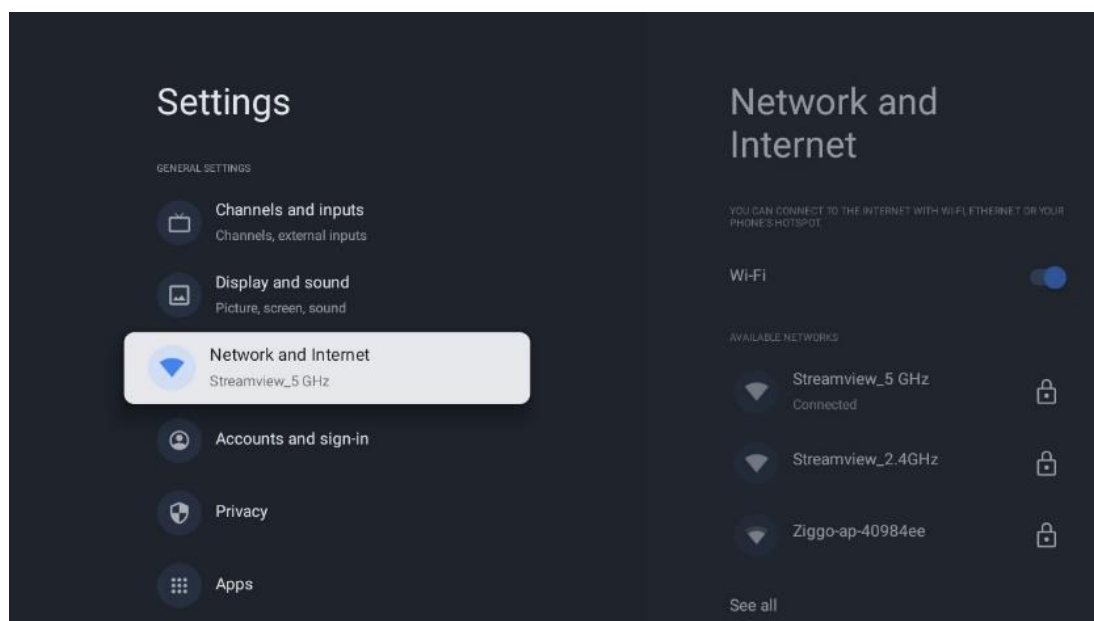 Settings
GENERAL SETTINGS
Channels and inputs
Channels, external inputs
Display and sound
Picture, screen, sound
Network and Internet
Streamview_5 GHz
Accounts and sign-in
Privacy
Apps
Network and
Internet
YOU CAN CONNECT TO THE INTERNET WITH WI-FI, ETHERNET OR YOUR
PHONE'S HOTSPOT.
Wi-Fi
AVAILABLE NETWORKS
Streamview_5 GHz
Connected
Streamview_2.4GHz
Ziggo-ap-40984ee
See all